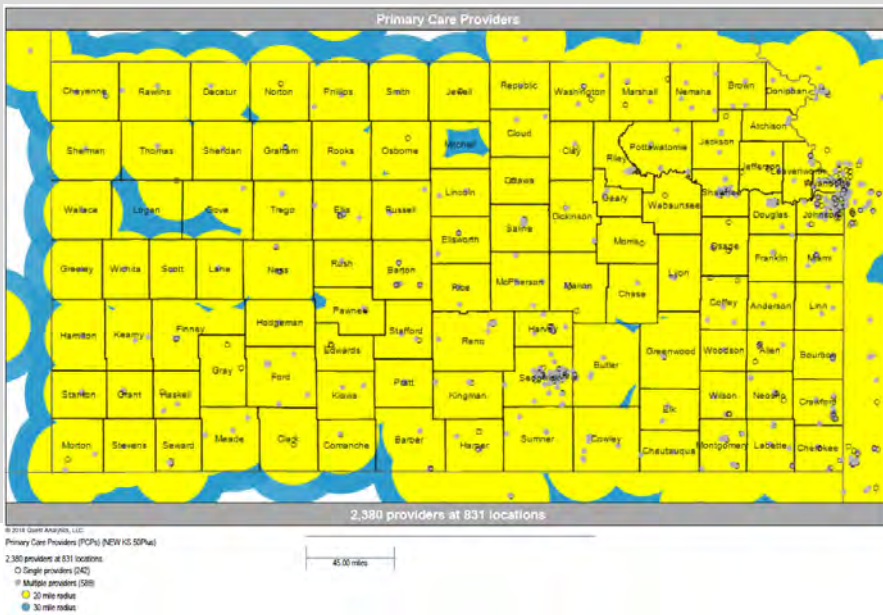 Primary Care Providers
Cheyenne Rawlins Decatur Norton Phillips Smith Jewell Republic Washington Marshall Nemaha Brown Doniphan
Sherman Thomas Sheridan Graham Rooks Osborne Mitchell Cloud Clay Riley Pottawatomie Jackson Atchison
Jefferson Leavenworth Wyandotte
Wallace Logan Gove Trego Ellis Russell Lincoln Ottawa Dickinson Geary Wabaunsee Shawnee Douglas Johnson
Ellsworth Saline Morris Osage Franklin Miami
Greeley Wichita Scott Lane Ness Rush Barton Rice McPherson Marion Chase Lyon Coffey Anderson Linn
Hamilton Kearny Finney Hodgeman Pawnee Stafford Reno Harvey Butler Greenwood Woodson Allen Bourbon
Gray Ford Edwards Sedgwick
Stanton Grant Haskell Kiowa Pratt Kingman Elk Wilson Neosho Crawford
Morton Stevens Seward Meade Clark Comanche Barber Harper Sumner Cowley Chautauqua Montgomery Labette Cherokee
2,380 providers at 831 locations
© 2018 Quest Analytics, LLC.
Primary Care Providers (PCPs) (NEW KS 50Plus)
2,380 providers at 831 locations
Single providers (242)
Multiple providers (589)
20 mile radius
30 mile radius
45.00 miles